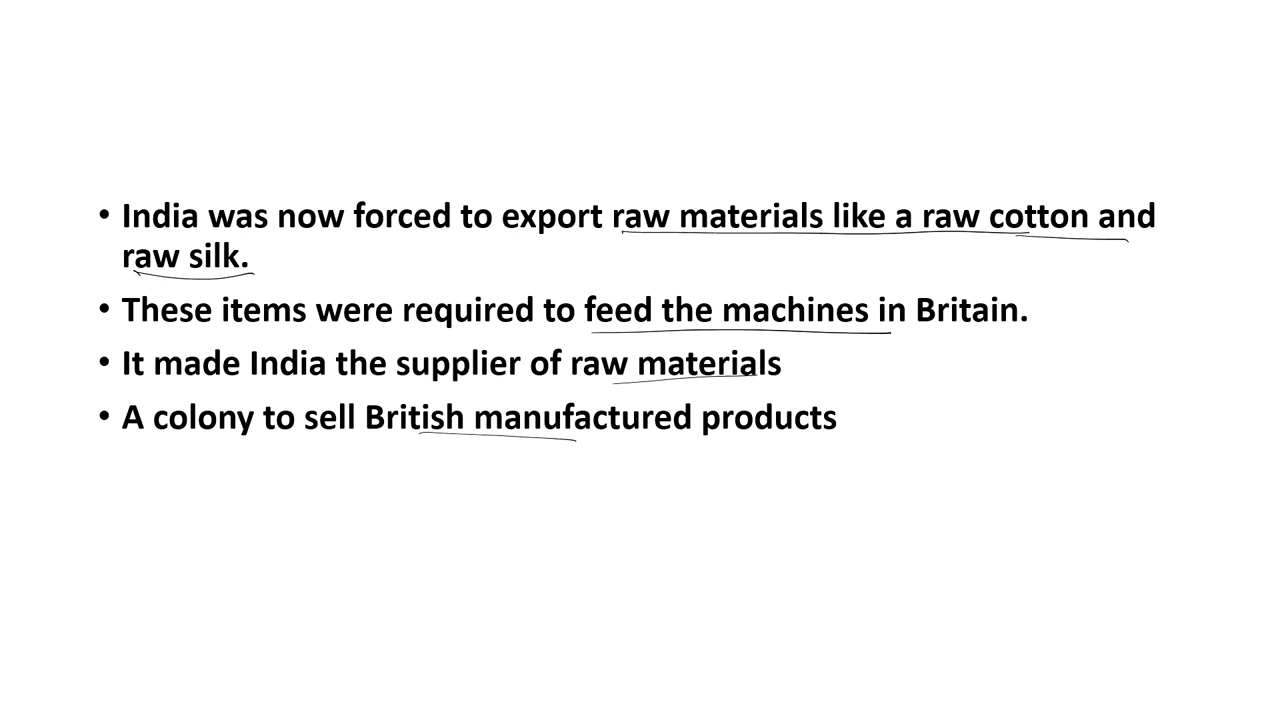 • India was now forced to export raw materials like a raw cotton and
raw silk.
• These items were required to feed the machines in Britain.
• It made India the supplier of raw materials
• A colony to sell British manufactured products